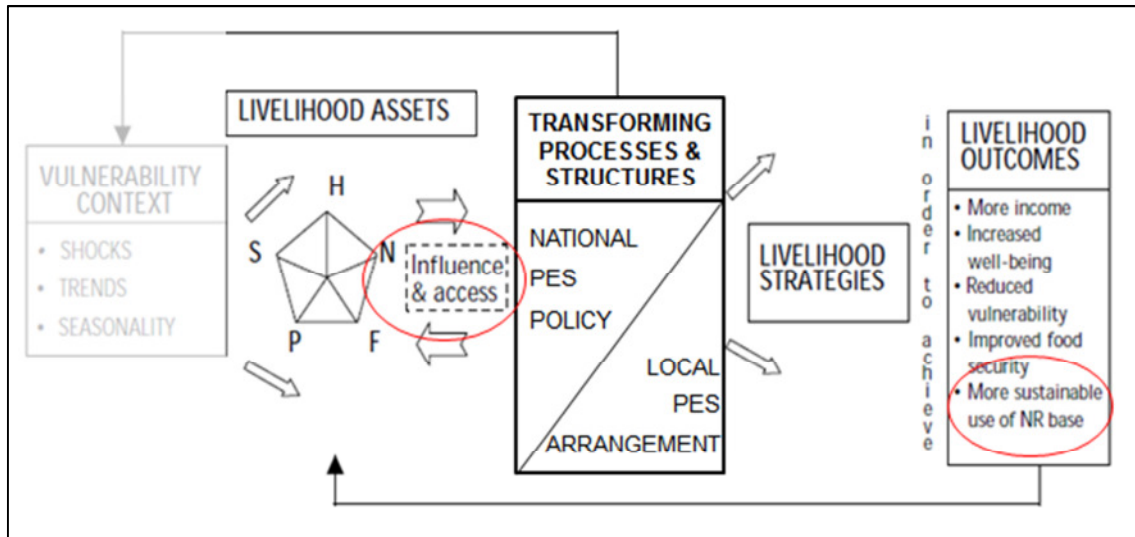 LIVELIHOOD ASSETS
VULNERABILITY
CONTEXT
• SHOCKS
• TRENDS
• SEASONALITY
H
S
N
P
F
Influence
& access
TRANSFORMING
PROCESSES &
STRUCTURES
NATIONAL
PES
POLICY
LOCAL
PES
ARRANGEMENT
LIVELIHOOD
STRATEGIES
in order to achieve
LIVELIHOOD
OUTCOMES
• More income
• Increased
well-being
• Reduced
vulnerability
• Improved food
security
• More sustainable
use of NR base